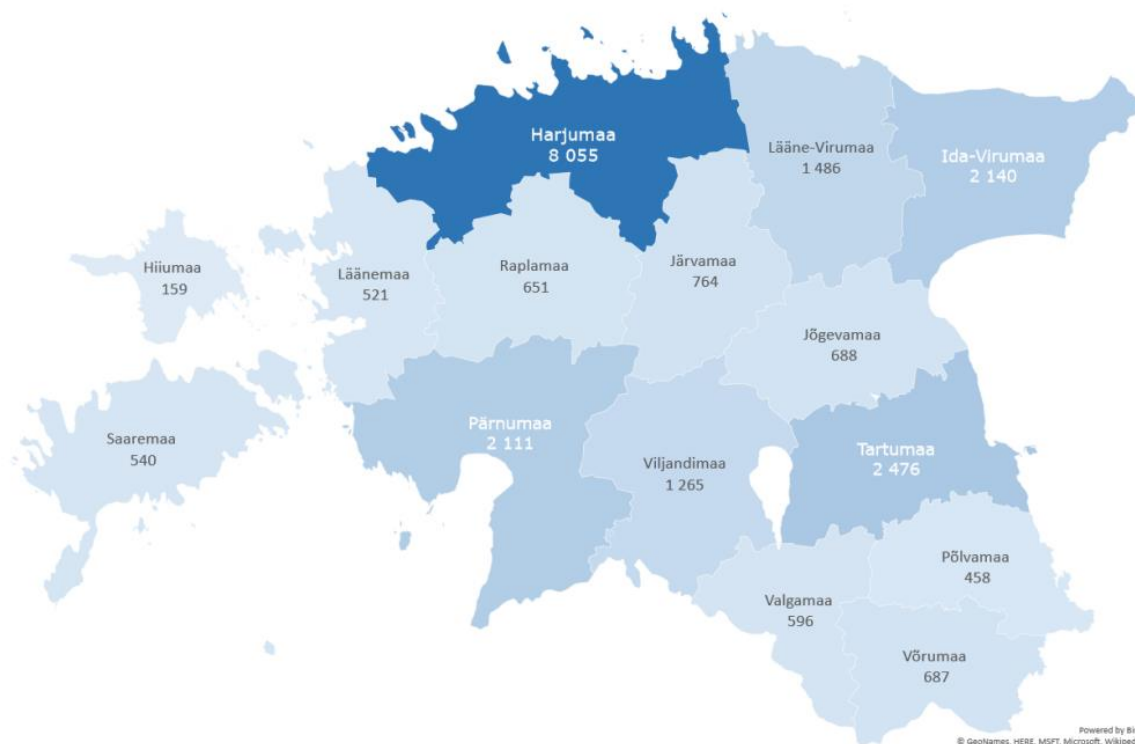 Harjumaa
8 055
Lääne-Virumaa
1 486
Ida-Virumaa
2 140
Hiiumaa
159
Läänemaa
521
Raplamaa
651
Järvamaa
764
Jõgevamaa
688
Saaremaa
540
Pärnumaa
2 111
Viljandimaa
1 265
Tartumaa
2 476
Põlvamaa
458
Valgamaa
596
Võrumaa
687
Powered by Bi
© GeoNames, HERE, MSFT, Microsoft, Wikiped